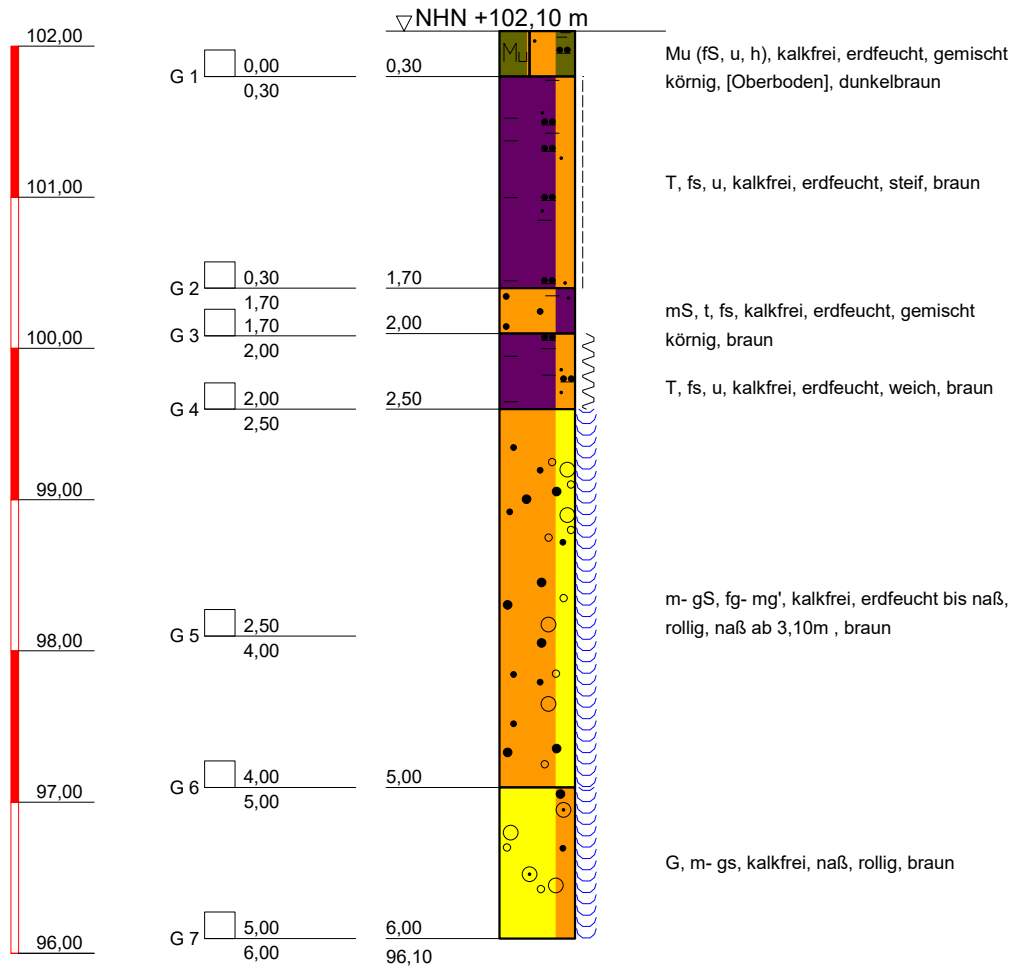 NHN +102,10 m
102,00
Mu
Mu (fS, u, h), kalkfrei, erdfeucht, gemischt
körnig, [Oberboden], dunkelbraun
G 1
0,00
0,30
0,30
101,00
T, fs, u, kalkfrei, erdfeucht, steif, braun
G 2
0,30
1,70
1,70
mS, t, fs, kalkfrei, erdfeucht, gemischt
körnig, braun
G 3
1,70
2,00
2,00
100,00
T, fs, u, kalkfrei, erdfeucht, weich, braun
G 4
2,00
2,50
2,50
99,00
m- gS, fg- mg', kalkfrei, erdfeucht bis naß,
rollig, naß ab 3,10m , braun
G 5
2,50
4,00
98,00
G 6
4,00
5,00
5,00
97,00
G, m- gs, kalkfrei, naß, rollig, braun
G 7
5,00
6,00
6,00
96,00
96,10